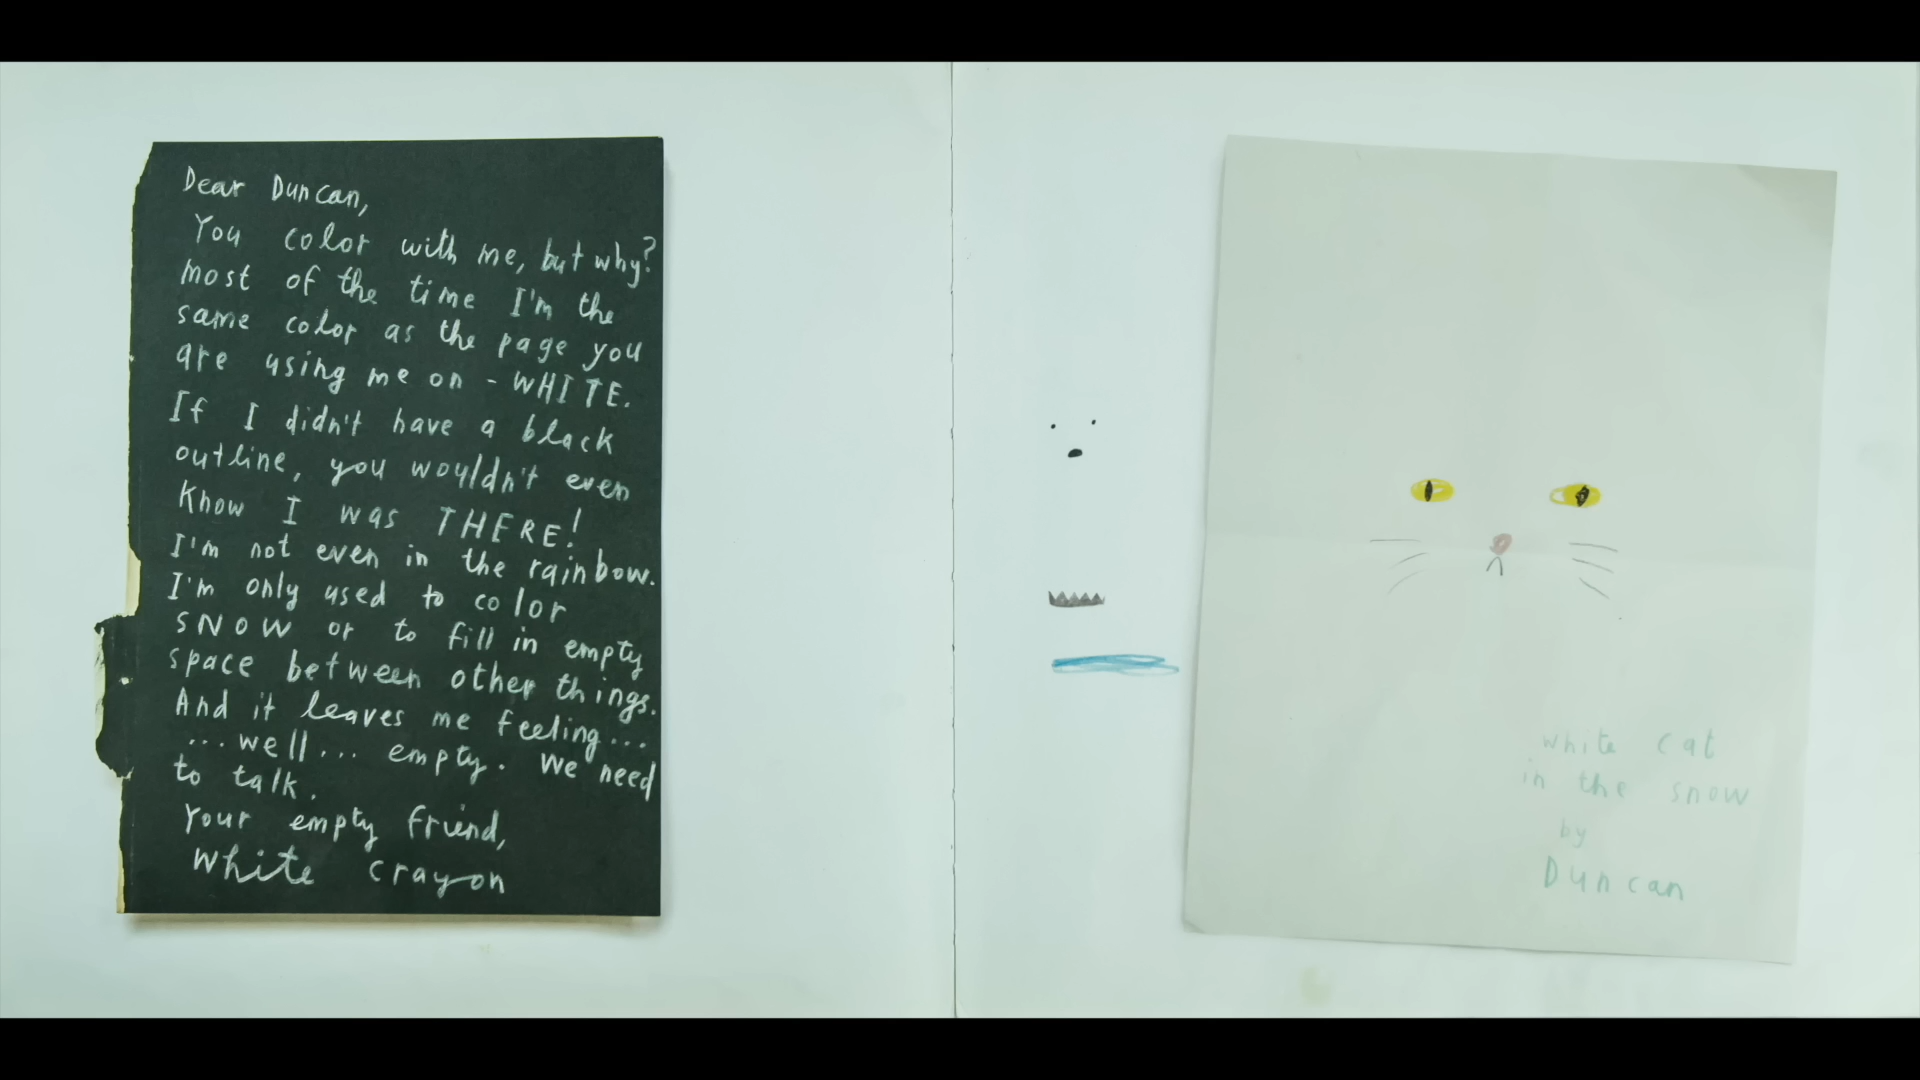 Dear Duncan,
You color with me, but why?
most of the time I'm the
same color as the page you
are using me on - WHITE.
If I didn't have a black
outline, you wouldn't even
know I was THERE!
I'm not even in the rainbow.
I'm only used to color
SNOW or to fill in empty
space between other things.
And it leaves me feeling...
...well... empty. We need
to talk.
Your empty friend,
White crayon
white cat
in the snow
by
Duncan